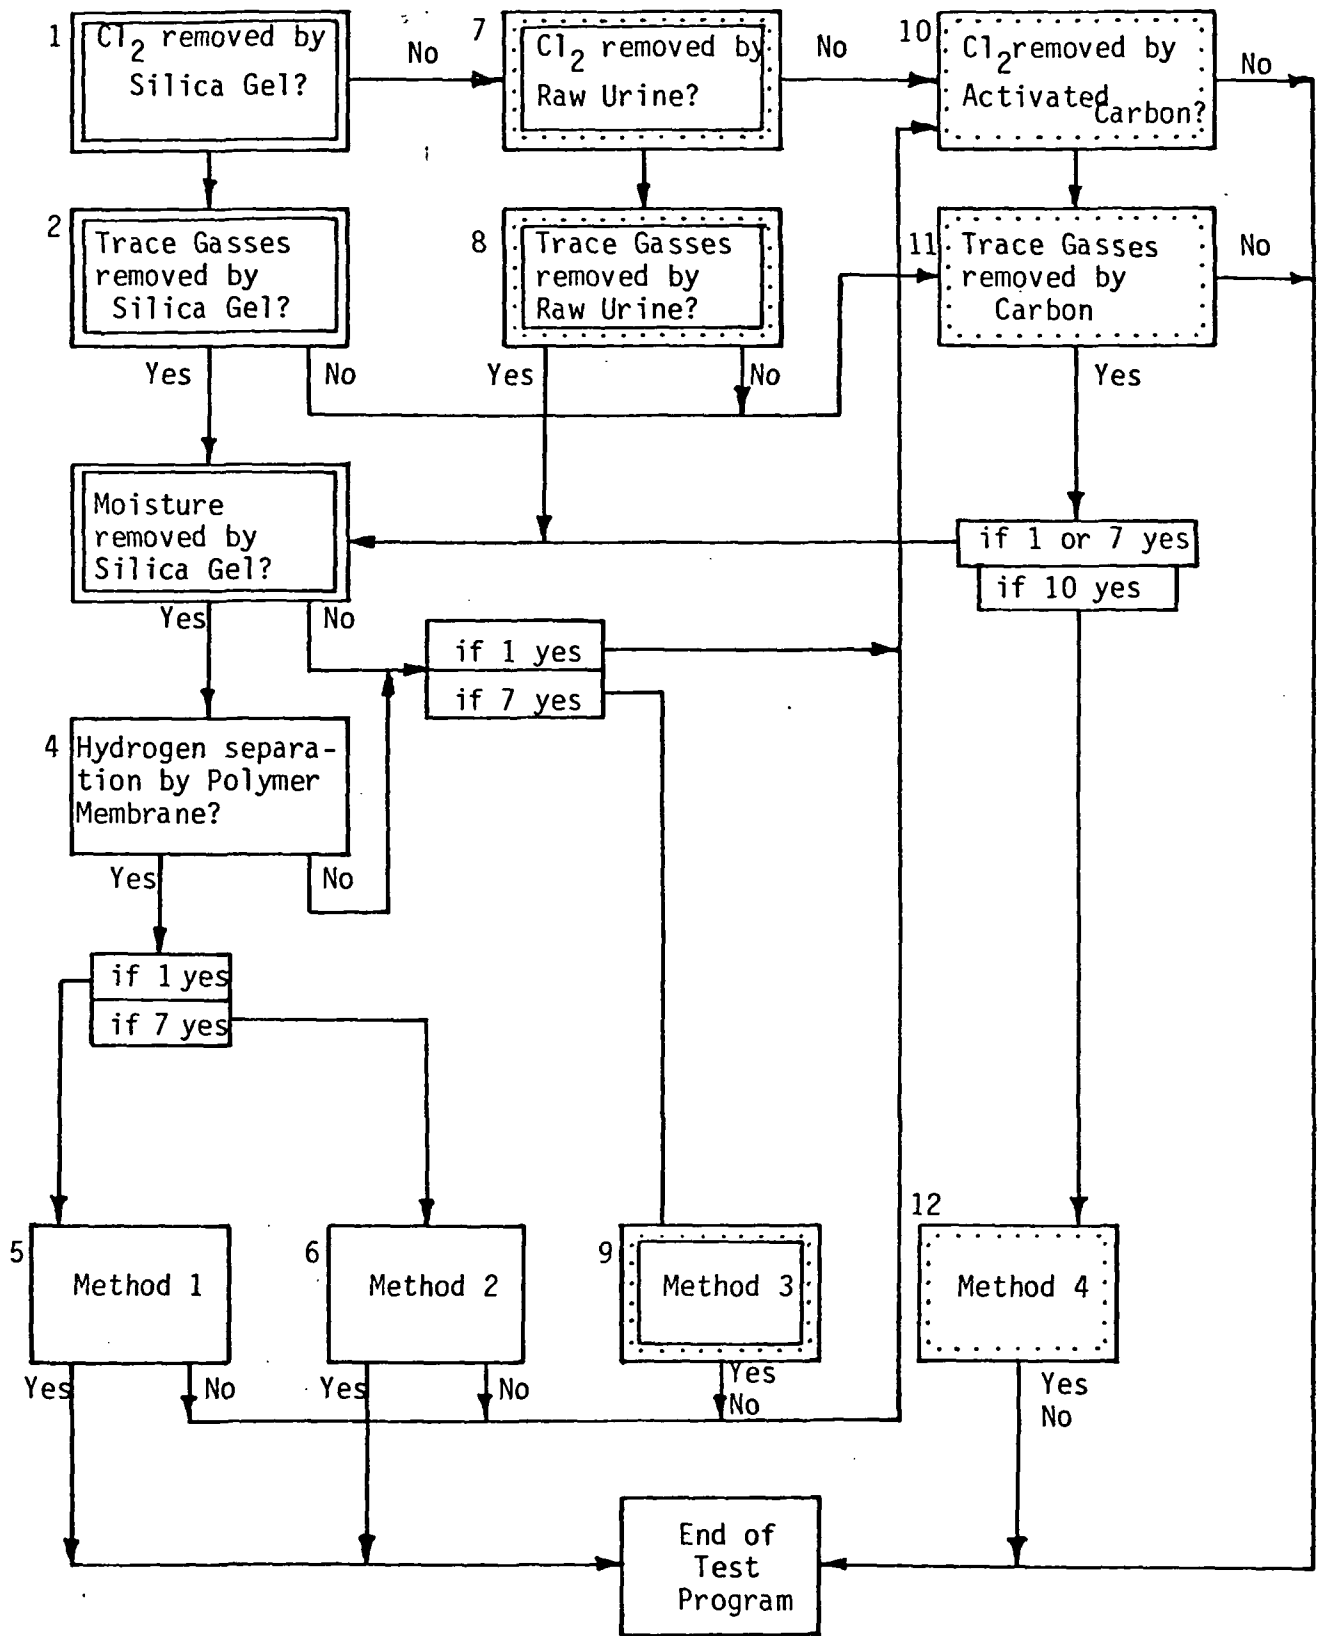 1
Cl2 removed by
Silica Gel?
No
7
Cl2 removed by
Raw Urine?
No
10
Cl2removed by
Activated
Carbon?
No
2
Trace Gasses
removed by
Silica Gel?
Yes
No
8
Trace Gasses
removed by
Raw Urine?
Yes
No
11
Trace Gasses
removed by
Carbon
No
Yes
Moisture
removed by
Silica Gel?
Yes
No
if 1 or 7 yes
if 10 yes
if 1 yes
if 7 yes
4
Hydrogen separa-
tion by Polymer
Membrane?
Yes
No
if 1 yes
if 7 yes
5
Method 1
Yes
No
6
Method 2
Yes
No
9
Method 3
Yes
No
12
Method 4
Yes
No
End of
Test
Program